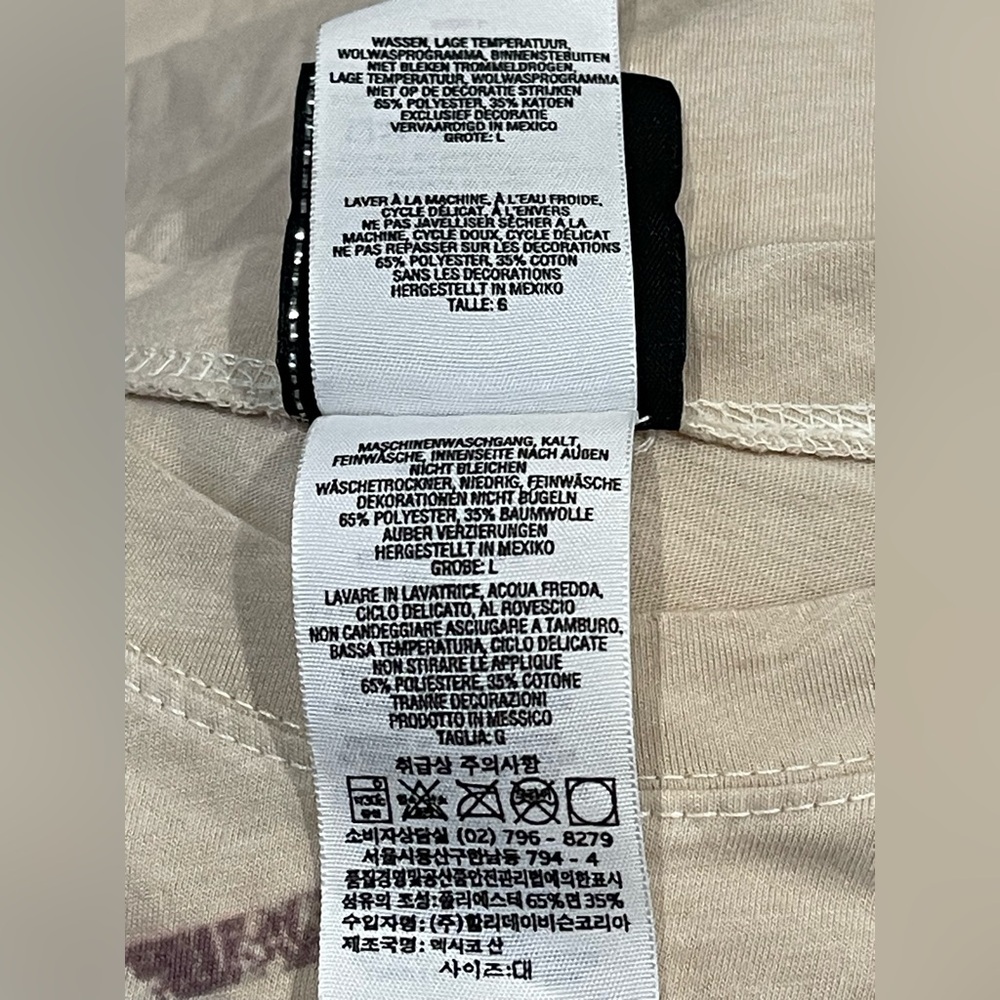 WASSEN, LAGE TEMPERATUUR,
WOLWASPROGRAMMA, BINNENSTEBUITEN
NIET BLEKEN TROMMELDROGEN,
LAGE TEMPERATUUR, WOLWASPROGRAMMA
NIET OP DE DECORATIE STRIJKEN
65% POLYESTER, 35% KATOEN
EXCLUSIEF DECORATIE
VERVAARDIGD IN MEXICO
GROTE: L
LAVER À LA MACHINE, À L'EAU FROIDE,
CYCLE DÉLICAT, À L'ENVERS
NE PAS JAVELLISER SÉCHER A LA
MACHINE, CYCLE DOUX, CYCLE DÉLICAT
NE PAS REPASSER SUR LES DECORATIONS
65% POLYESTER, 35% COTON
SANS LES DECORATIONS
HERGESTELLT IN MEXIKO
TALLE: G
MASCHINENWASCHGANG, KALT,
FEINWÄSCHE, INNENSEITE NACH AUßEN
NICHT BLEICHEN
WÄSCHETROCKNER, NIEDRIG, FEINWÄSCHE
DEKORATIONEN NICHT BÜGELN
65% POLYESTER, 35% BAUMWOLLE
AUßER VERZIERUNGEN
HERGESTELLT IN MEXIKO
GROBE: L
LAVARE IN LAVATRICE, ACQUA FREDDA,
CICLO DELICATO, AL ROVESCIO
NON CANDEGGIARE ASCIUGARE A TAMBURO,
BASSA TEMPERATURA, CICLO DELICATE
NON STIRARE LE APPLIQUE
65% POLIESTERE, 35% COTONE
TRANNE DECORAZIONI
PRODOTTO IN MESSICO
TAGLIA: G
취급상 주의사항
소비자상담실 (02) 796 - 8279
서울시용산구한남동 794 - 4
품질경영및공산품안전관리법에의한표시
섬유의 조성:폴리에스테 65%면 35%
수입자명: (주)할리데이비슨코리아
제조국명: 멕시코 산
사이즈:대